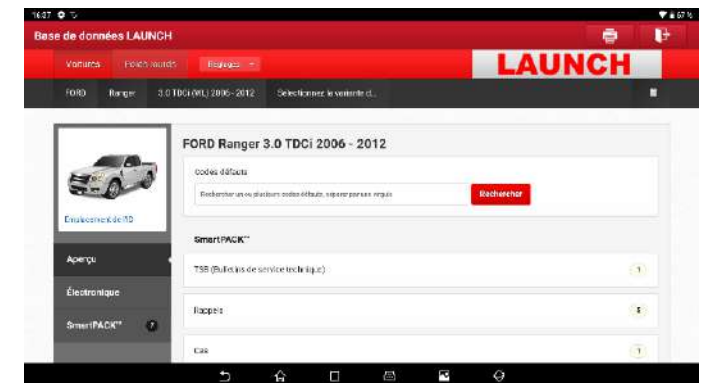 16:37
67 %
Base de données LAUNCH
Voitures Poids lourds Réglages
LAUNCH
FORD Ranger 3.0 TDCi (WL) 2006 - 2012 Sélectionnez la variante d...
FORD Ranger 3.0 TDCi 2006 - 2012
Codes défauts
Rechercher un ou plusieurs codes défauts, séparer par une virgule
Rechercher
Emplacement de l'ID
SmartPACK™
Aperçu
TSB (Bulletins de service technique) 1
Électronique
Rappels
SmartPACK™ 7
Cas 1